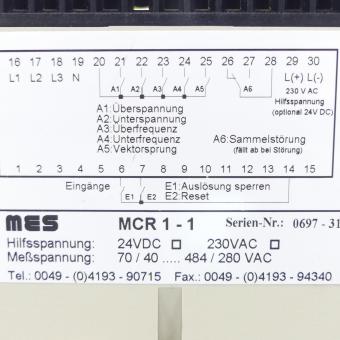 16 17 18 19 20 21 22 23 24 25 26 27 28 29 30
L1 L2 L3 N A1 A2 A3 A4 A5 A6 L(+) L(-)
230 V AC
Hilfsspannung
(optional 24V DC)
A1:Überspannung
A2:Unterspannung
A3:Überfrequenz
A4:Unterfrequenz
A5:Vektorsprung
A6:Sammelstörung
(fällt ab bei Störung)
1 2 3 4 5 6 7 8 9 10 11 12 13 14 15
Eingänge E1 E2 E1:Auslösung sperren
E2:Reset
MES MCR 1 - 1 Serien-Nr.: 0697 - 31
Hilfsspannung: 24VDC 230VAC
Meßspannung: 70 / 40 ..... 484 / 280 VAC
Tel.: 0049 - (0)4193 - 90715 Fax.: 0049 - (0)4193 - 94340